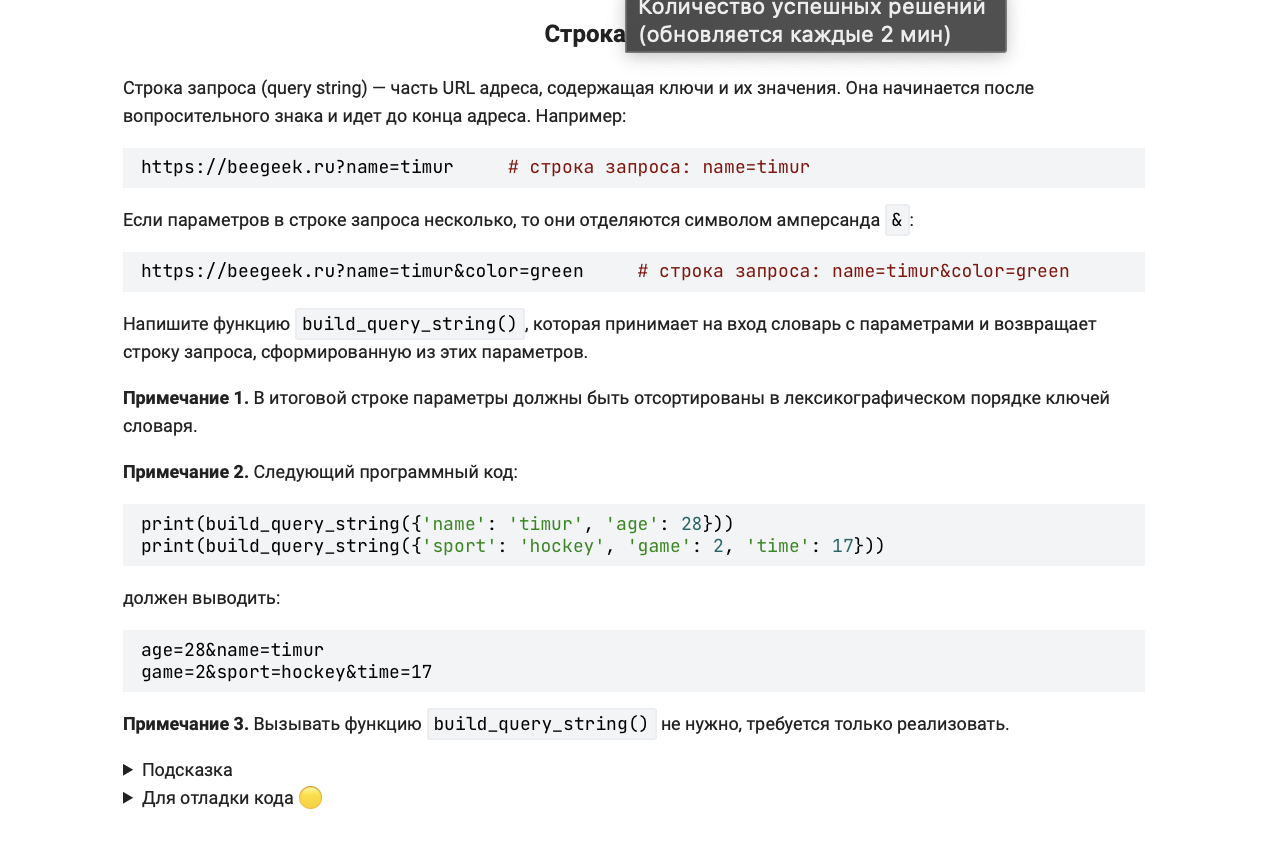 Количество успешных решений
(обновляется каждые 2 мин)
Строка
Строка запроса (query string) — часть URL адреса, содержащая ключи и их значения. Она начинается после
вопросительного знака и идет до конца адреса. Например:
https://beegeek.ru?name=timur     # строка запроса: name=timur
Если параметров в строке запроса несколько, то они отделяются символом амперсанда & :
https://beegeek.ru?name=timur&color=green     # строка запроса: name=timur&color=green
Напишите функцию build_query_string() , которая принимает на вход словарь с параметрами и возвращает
строку запроса, сформированную из этих параметров.
Примечание 1. В итоговой строке параметры должны быть отсортированы в лексикографическом порядке ключей
словаря.
Примечание 2. Следующий программный код:
print(build_query_string({'name': 'timur', 'age': 28}))
print(build_query_string({'sport': 'hockey', 'game': 2, 'time': 17}))
должен выводить:
age=28&name=timur
game=2&sport=hockey&time=17
Примечание 3. Вызывать функцию build_query_string() не нужно, требуется только реализовать.
Подсказка
Для отладки кода